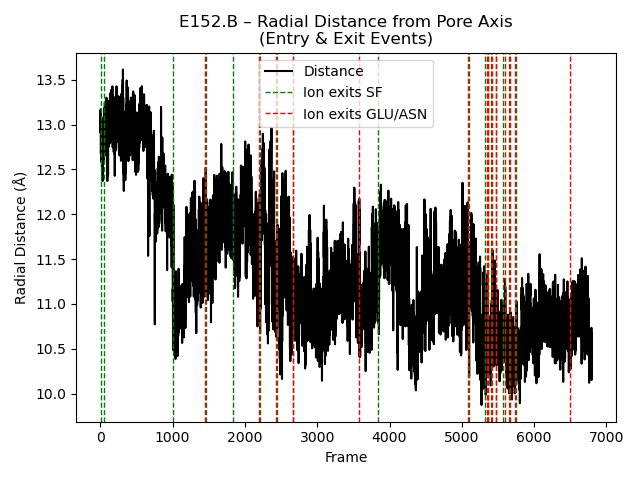 E152.B – Radial Distance from Pore Axis
(Entry & Exit Events)
Distance
Ion exits SF
Ion exits GLU/ASN
Radial Distance (Å)
13.5
13.0
12.5
12.0
11.5
11.0
10.5
10.0
0 1000 2000 3000 4000 5000 6000 7000
Frame